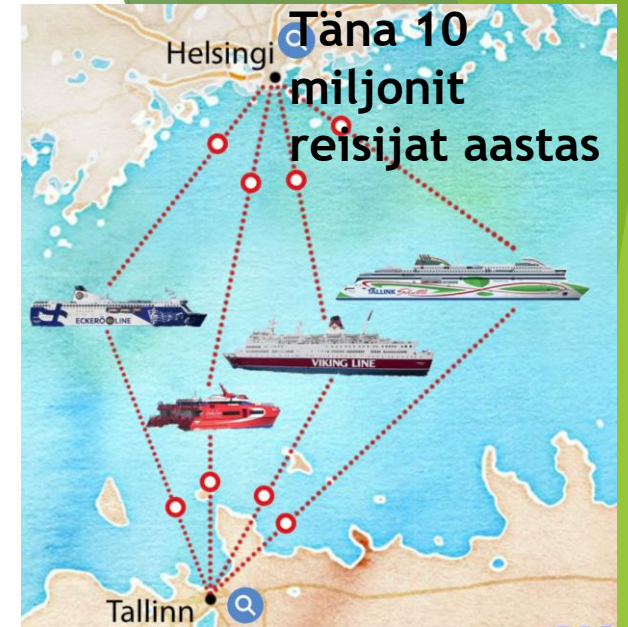 Täna 10
miljonit
reisijat aastas
Helsingi
ECKERÖ LINE
TALLINK
VIKING LINE
Tallinn